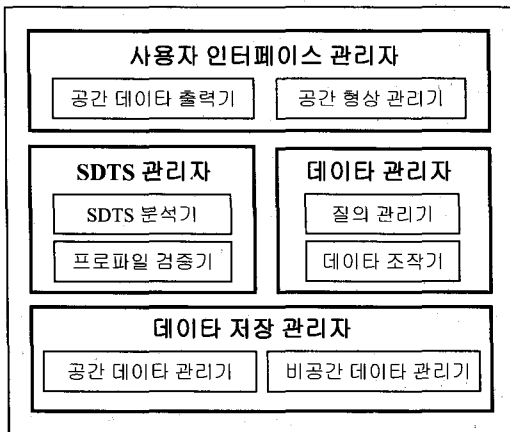 사용자 인터페이스 관리자
공간 데이타 출력기
공간 형상 관리기
SDTS 관리자
SDTS 분석기
프로파일 검증기
데이타 관리자
질의 관리기
데이타 조작기
데이타 저장 관리자
공간 데이타 관리기
비공간 데이타 관리기